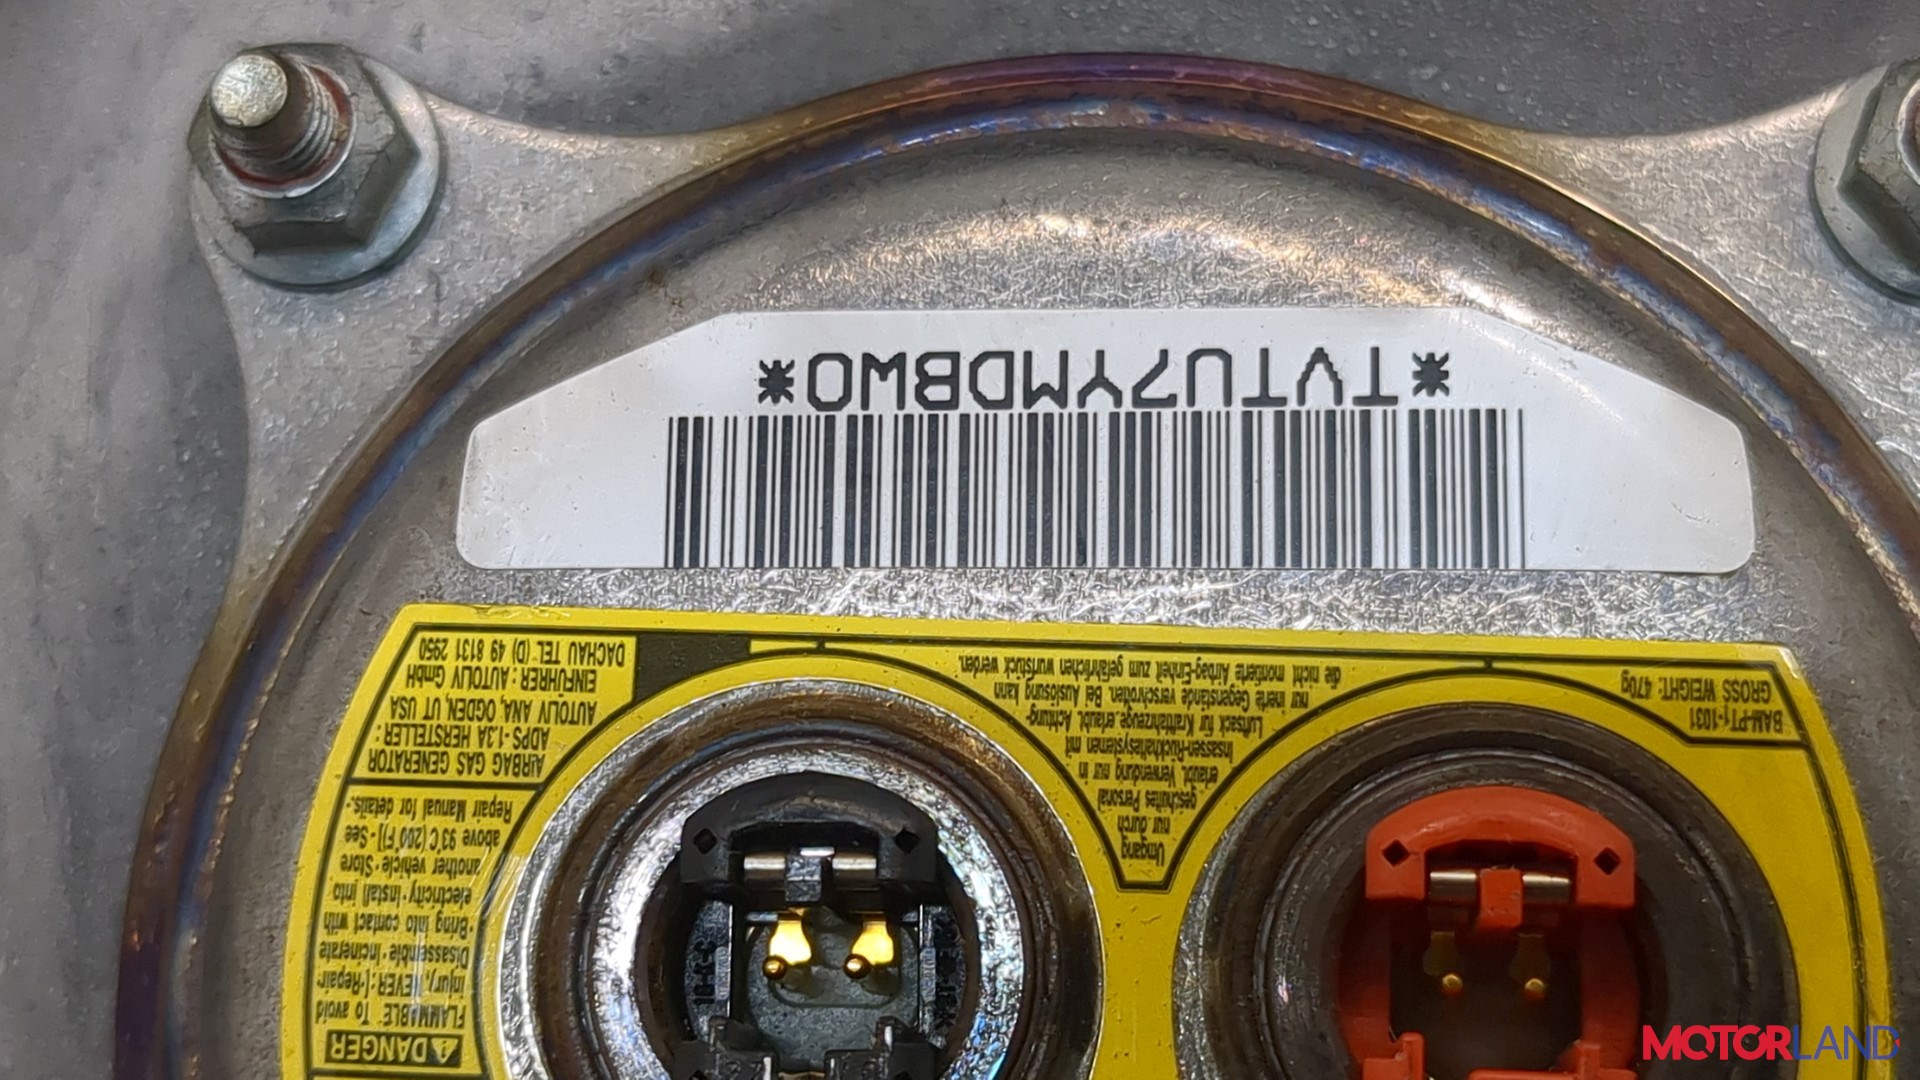 DANGER
FLAMMABLE. To avoid
injury, NEVER: [·Repair·
Disassemble· Incinerate
·Bring into contact with
electricity·Install into
another vehicle·Store
above 93 C (200 F)] -See
Repair Manual for details.
AIRBAG GAS GENERATOR
ADPS-1.3A HERSTELLER:
AUTOLIV ANA, OGDEN, UT USA
EINFÜHRER: AUTOLIV GmbH
DACHAU TEL (D) 49 8131 2950
Umgang
nur durch
geschultes Personal
erlaubt. Verwendung nur in
Insassen-Rückhaltesystemen mit
Luftsack für Kraftfahrzeuge erlaubt. Achtung:
nur inerte Gegenstände verschrotten. Bei Auslösung kann
die nicht montierte Airbag-Einheit zum gefährlichen Wurfstück werden.
BAM-PT1-1031
GROSS WEIGHT: 470g
*TVTU7YMDBWO*
MOTORLAND